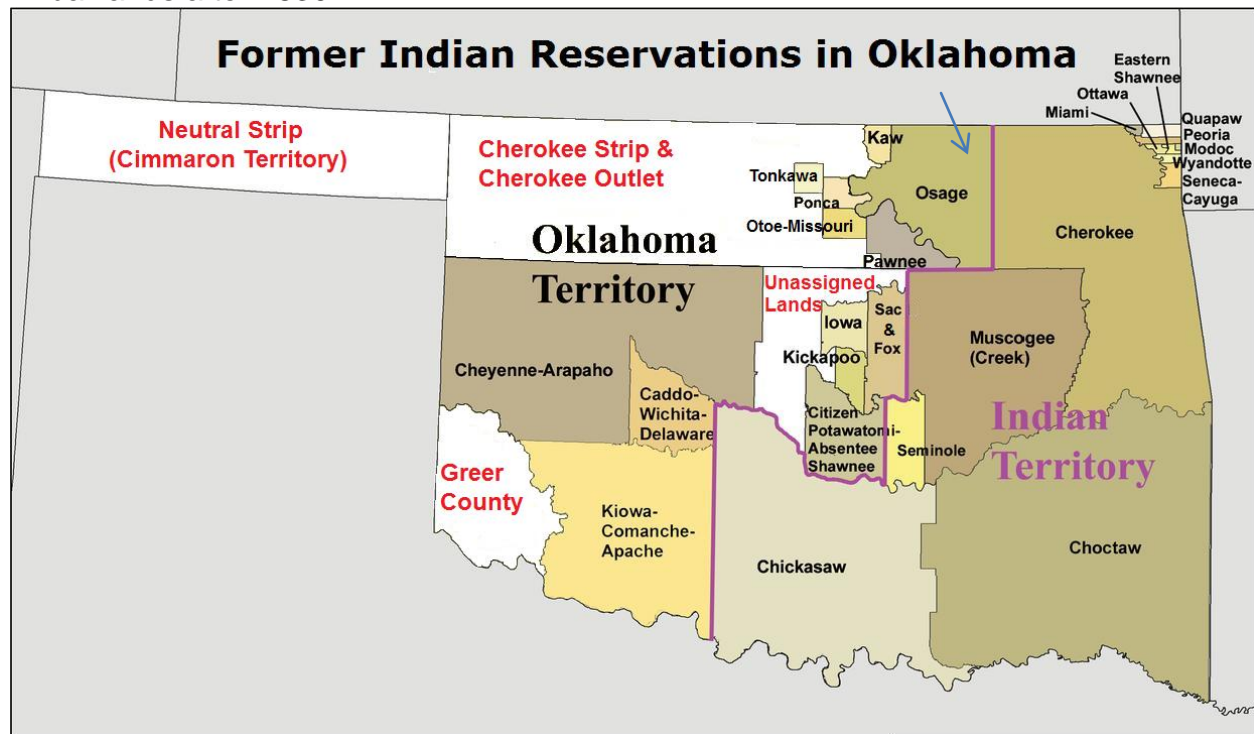 Former Indian Reservations in Oklahoma
Neutral Strip
(Cimmaron Territory)
Cherokee Strip &
Cherokee Outlet
Kaw
Tonkawa
Ponca
Otoe-Missouri
Osage
Pawnee
Cherokee
Eastern
Shawnee
Ottawa
Miami
Quapaw
Peoria
Modoc
Wyandotte
Seneca-
Cayuga
Oklahoma
Territory
Unassigned
Lands
Iowa
Sac
&
Fox
Kickapoo
Muscogee
(Creek)
Cheyenne-Arapaho
Caddo-
Wichita-
Delaware
Citizen
Potawatomi-
Absentee
Shawnee
Seminole
Indian
Territory
Greer
County
Kiowa-
Comanche-
Apache
Chickasaw
Choctaw